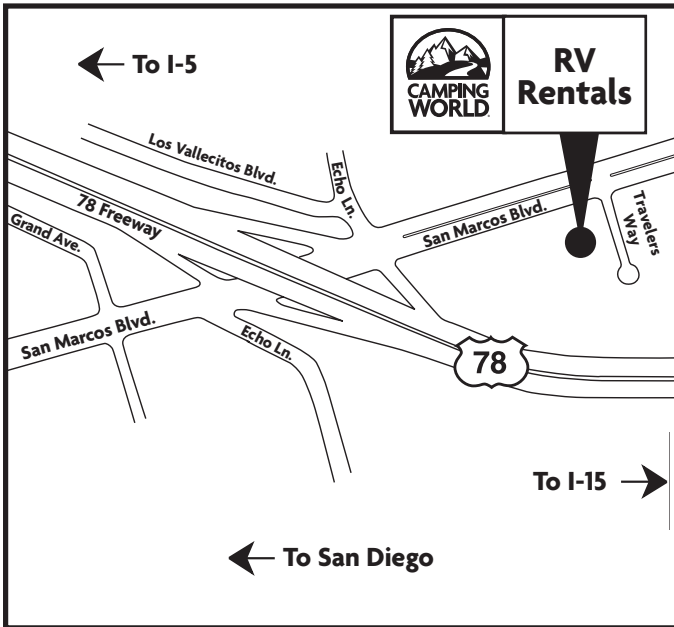 To I-5
CAMPING
WORLD
RV
Rentals
Los Vallecitos Blvd.
Echo Ln.
78 Freeway
San Marcos Blvd.
Travelers
Way
Grand Ave.
San Marcos Blvd.
Echo Ln.
78
To I-15
To San Diego